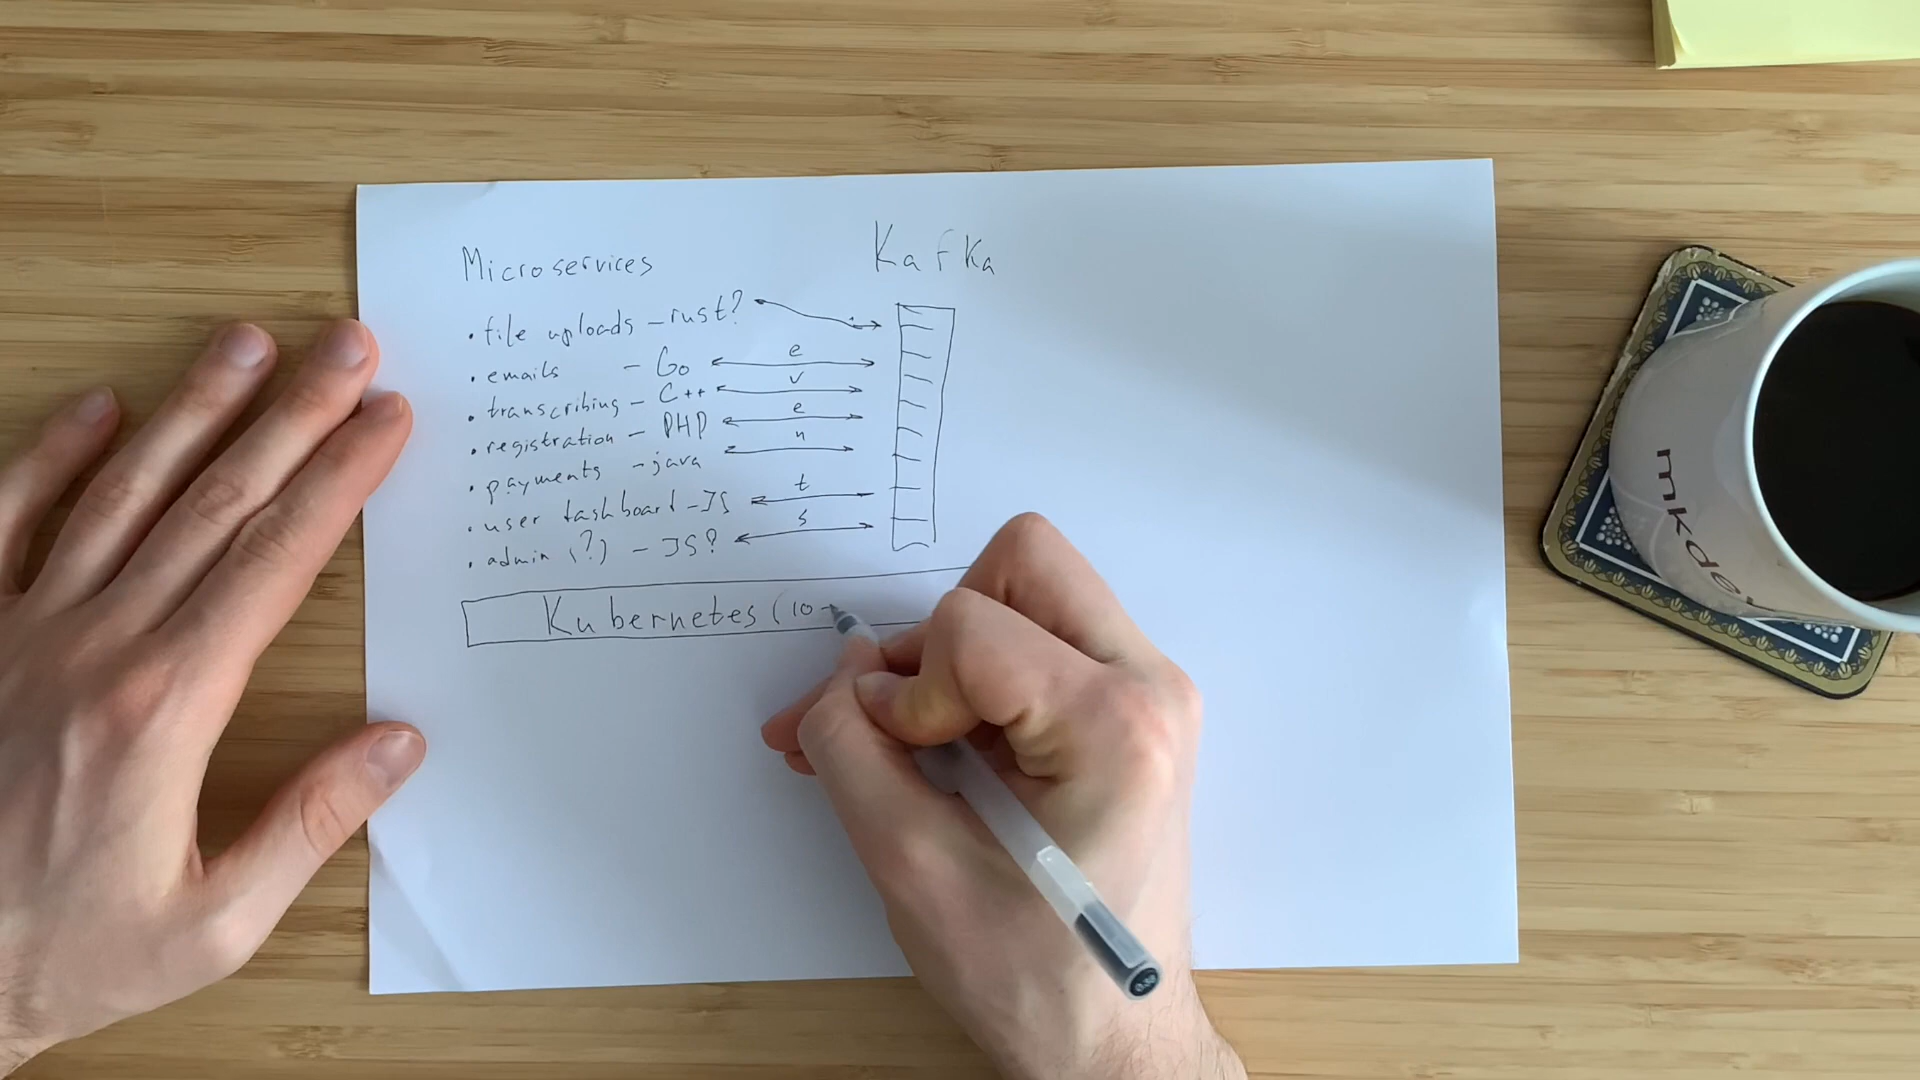 Microservices
Kafka
• file uploads – rust?
• emails – Go
e
• transcribing – C++
v
• registration – PHP
e
• payments – java
n
• user dashboard – JS
t
• admin (?) – JS?
s
Kubernetes (10 –
mkde